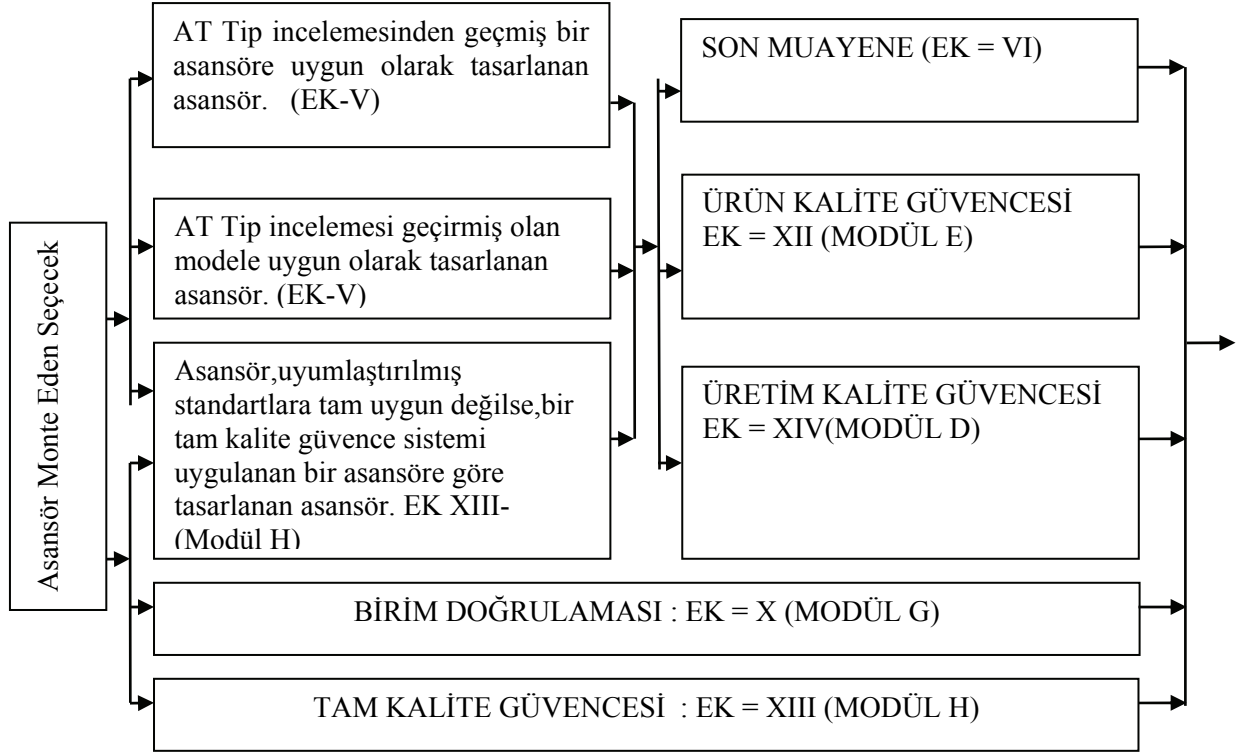 Asansör Monte Eden Seçecek
AT Tip incelemesinden geçmiş bir
asansöre uygun olarak tasarlanan
asansör. (EK-V)
AT Tip incelemesi geçirmiş olan
modele uygun olarak tasarlanan
asansör. (EK-V)
Asansör,uyumlaştırılmış
standartlara tam uygun değilse,bir
tam kalite güvence sistemi
uygulanan bir asansöre göre
tasarlanan asansör. EK XIII-
(Modül H)
SON MUAYENE (EK = VI)
ÜRÜN KALİTE GÜVENCESİ
EK = XII (MODÜL E)
ÜRETİM KALİTE GÜVENCESİ
EK = XIV(MODÜL D)
BİRİM DOĞRULAMASI : EK = X (MODÜL G)
TAM KALİTE GÜVENCESİ : EK = XIII (MODÜL H)